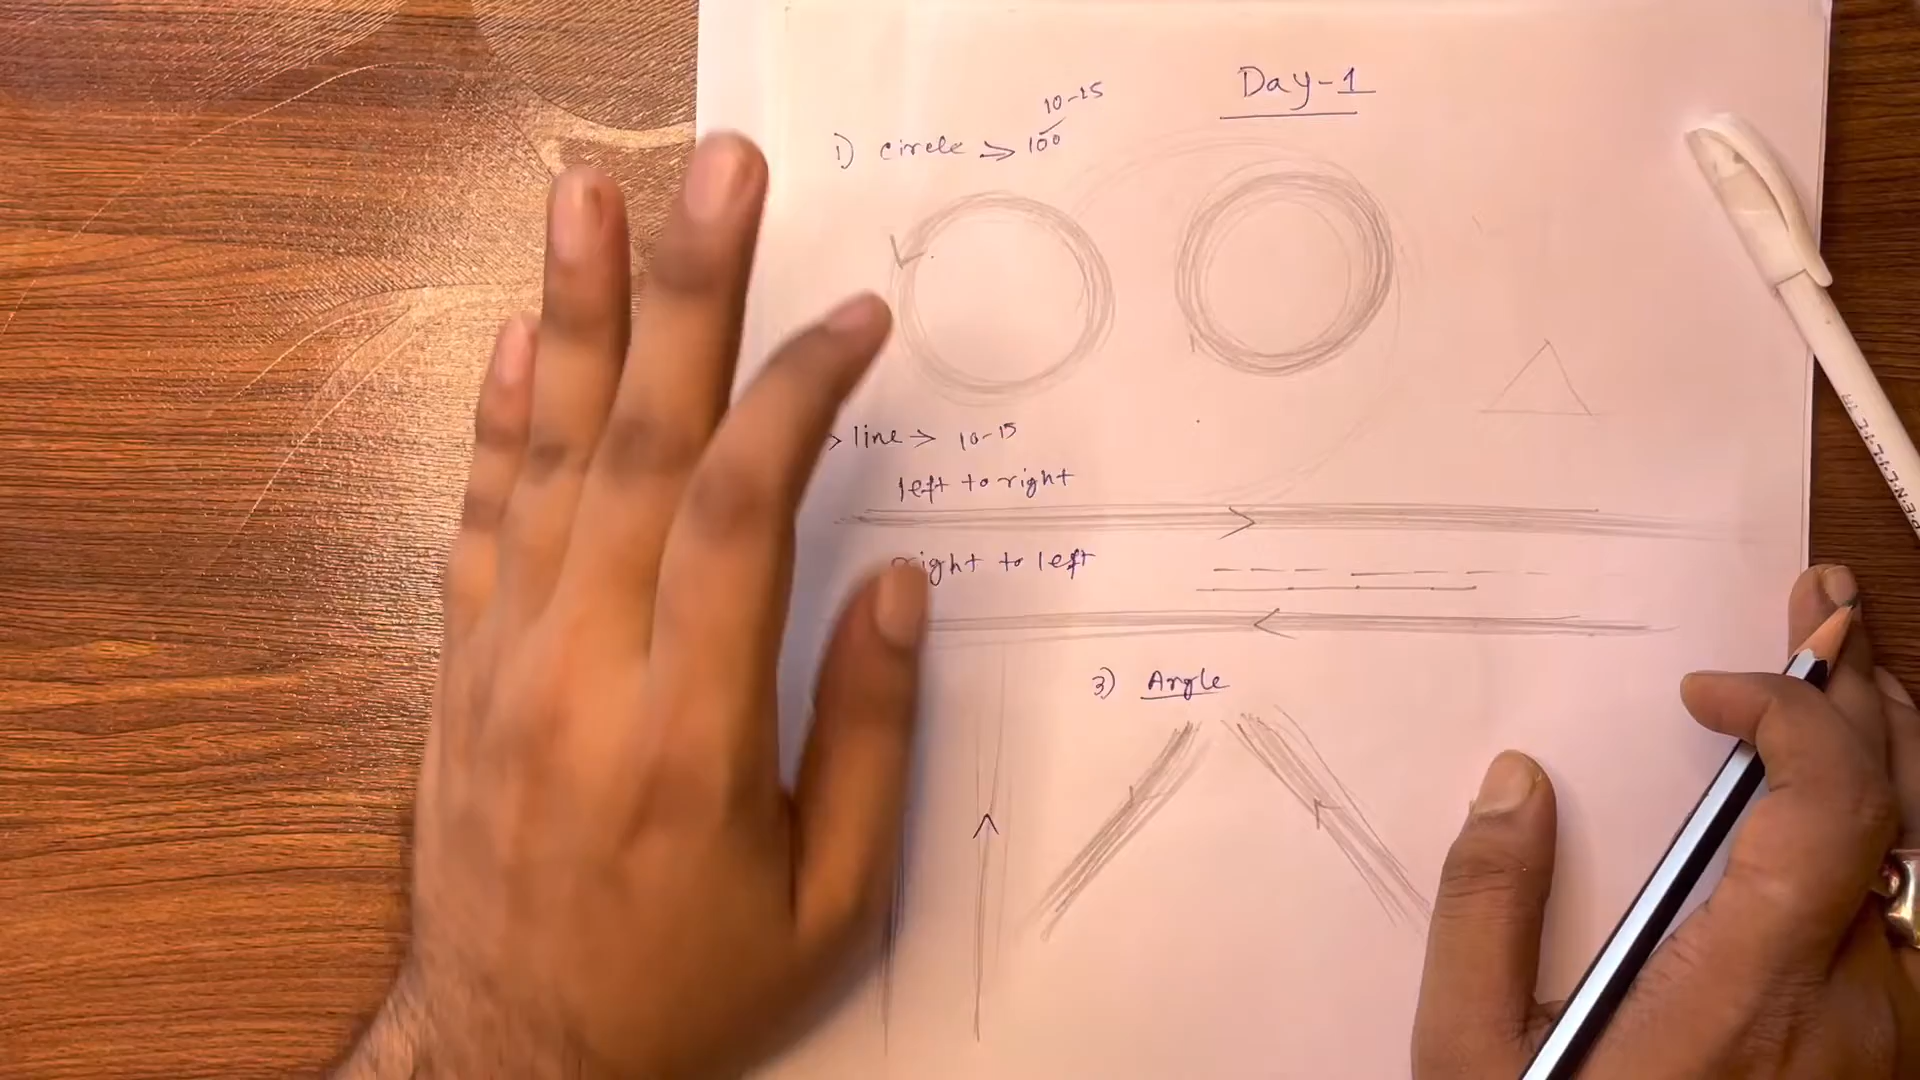 Day-1
10-15
1) circle → 100
line → 10-15
left to right
right to left
3) Angle